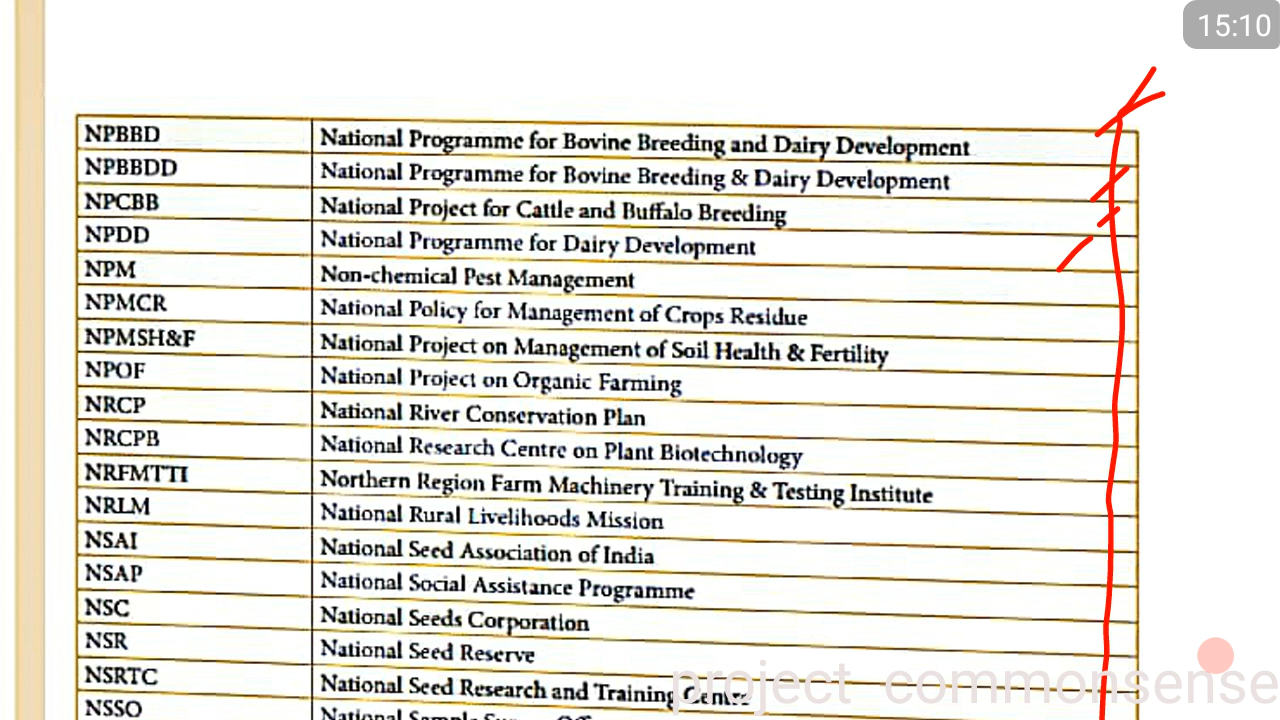 15:10
NPBBD National Programme for Bovine Breeding and Dairy Development
NPBBDD National Programme for Bovine Breeding & Dairy Development
NPCBB National Project for Cattle and Buffalo Breeding
NPDD National Programme for Dairy Development
NPM Non-chemical Pest Management
NPMCR National Policy for Management of Crops Residue
NPMSH&F National Project on Management of Soil Health & Fertility
NPOF National Project on Organic Farming
NRCP National River Conservation Plan
NRCPB National Research Centre on Plant Biotechnology
NRFMTTI Northern Region Farm Machinery Training & Testing Institute
NRLM National Rural Livelihoods Mission
NSAI National Seed Association of India
NSAP National Social Assistance Programme
NSC National Seeds Corporation
NSR National Seed Reserve
NSRTC National Seed Research and Training Centre
NSSO National Sample
project commonsense